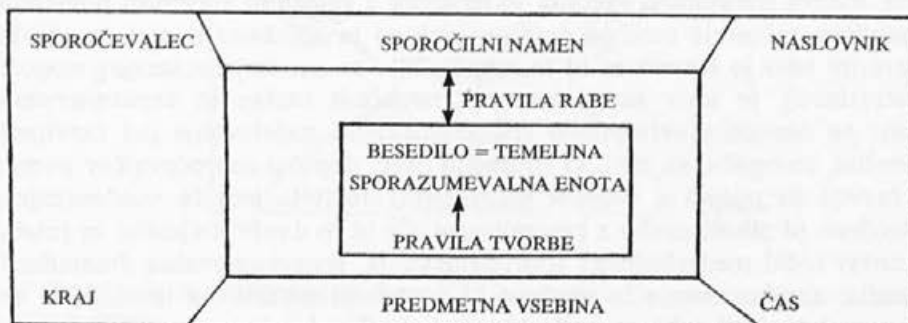 SPOROČEVALEC
SPOROČILNI NAMEN
NASLOVNIK
PRAVILA RABE
BESEDILO = TEMELJNA
SPORAZUMEVALNA ENOTA
PRAVILA TVORBE
KRAJ
PREDMETNA VSEBINA
ČAS